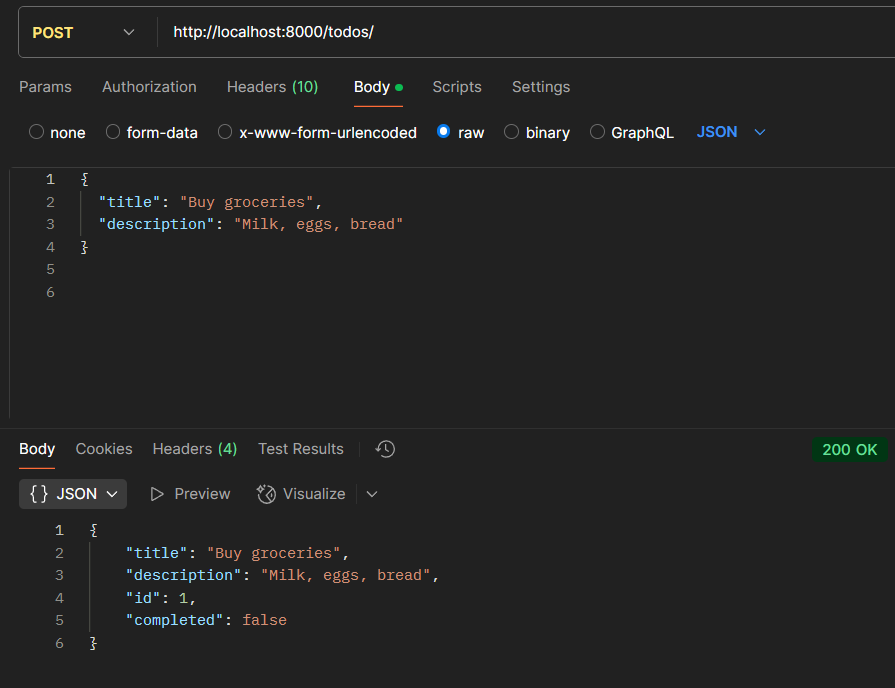 POST http://localhost:8000/todos/
Params Authorization Headers (10) Body Scripts Settings
none form-data x-www-form-urlencoded raw binary GraphQL JSON
1 {
2 "title": "Buy groceries",
3 "description": "Milk, eggs, bread"
4 }
5
6
Body Cookies Headers (4) Test Results 200 OK
{} JSON Preview Visualize
1 {
2 "title": "Buy groceries",
3 "description": "Milk, eggs, bread",
4 "id": 1,
5 "completed": false
6 }